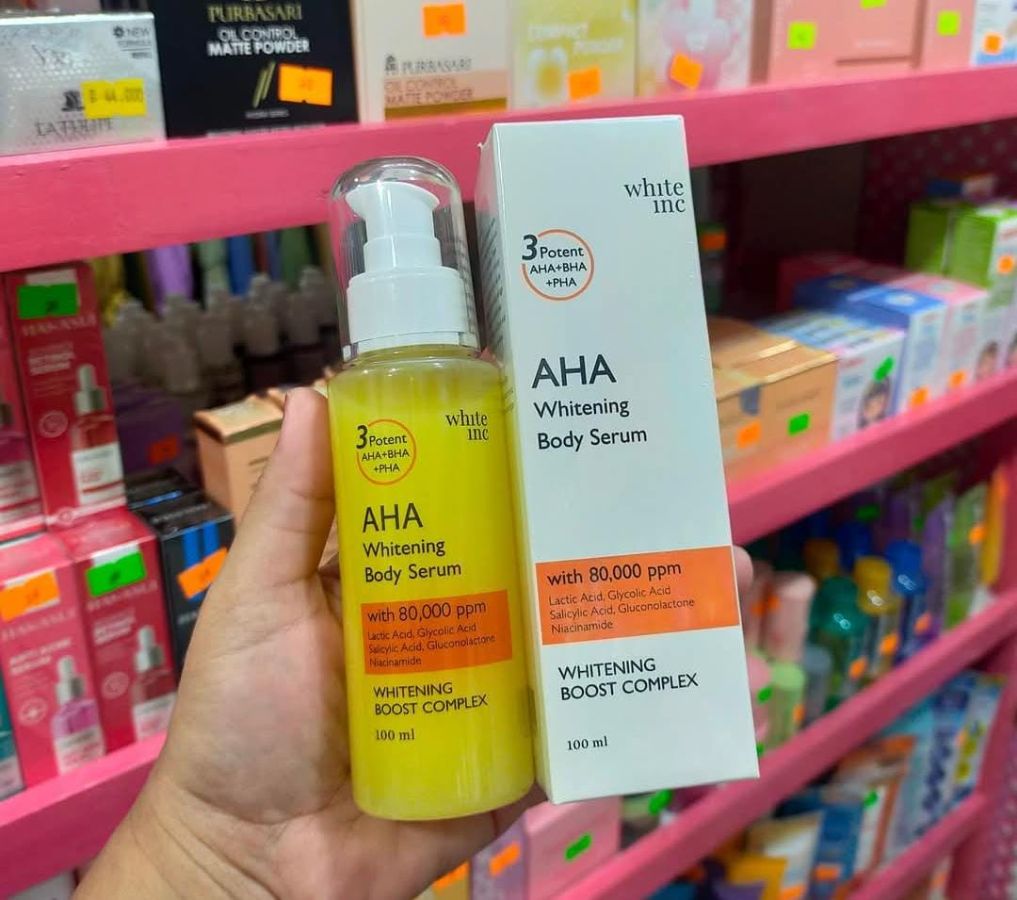 NEW
PURBASARI
OIL CONTROL
MATTE POWDER
PURBASARI
OIL CONTROL
MATTE POWDER
COMPACT POWDER
white
inc
3 Potent
AHA+BHA
+PHA
AHA
Whitening
Body Serum
with 80,000 ppm
Lactic Acid, Glycolic Acid
Salicylic Acid, Gluconolactone
Niacinamide
WHITENING
BOOST COMPLEX
100 ml
white
inc
3 Potent
AHA+BHA
+PHA
AHA
Whitening
Body Serum
with 80,000 ppm
Lactic Acid, Glycolic Acid
Salicylic Acid, Gluconolactone
Niacinamide
WHITENING
BOOST COMPLEX
100 ml